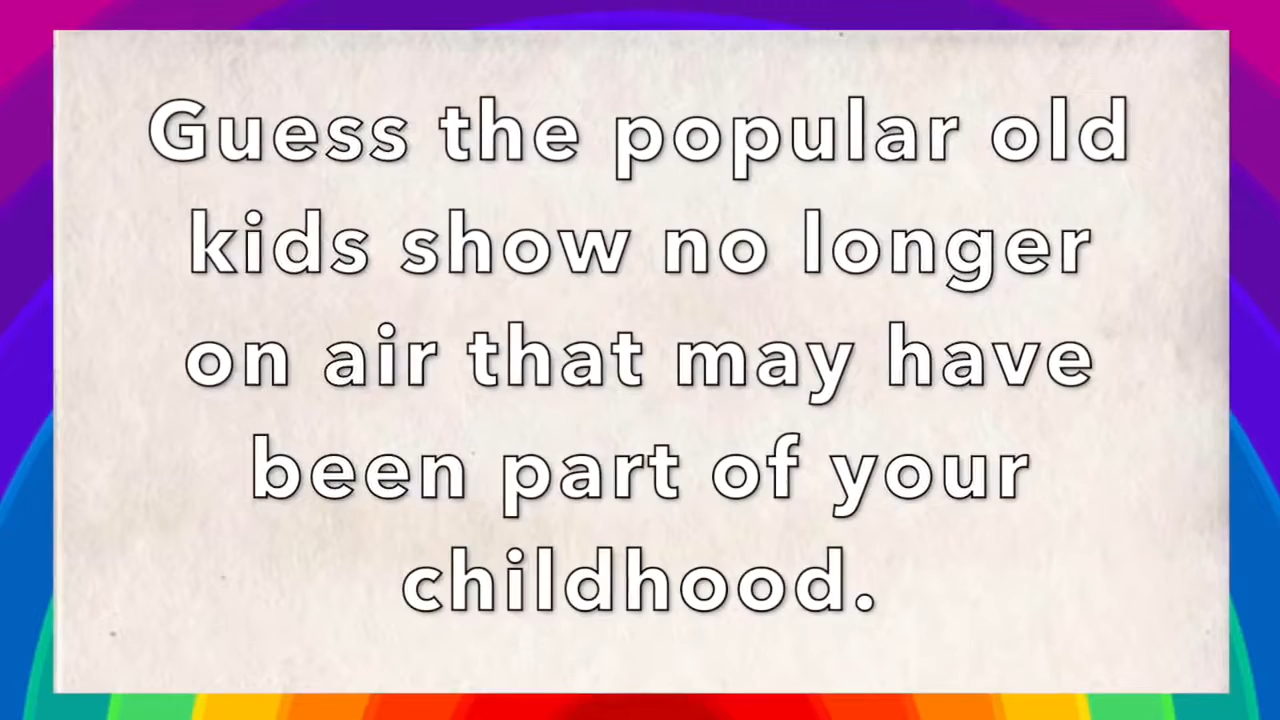 Guess the popular old
kids show no longer
on air that may have
been part of your
childhood.